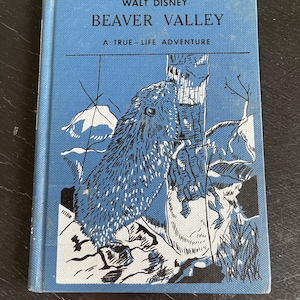 WALT DISNEY
BEAVER VALLEY
A TRUE-LIFE ADVENTURE